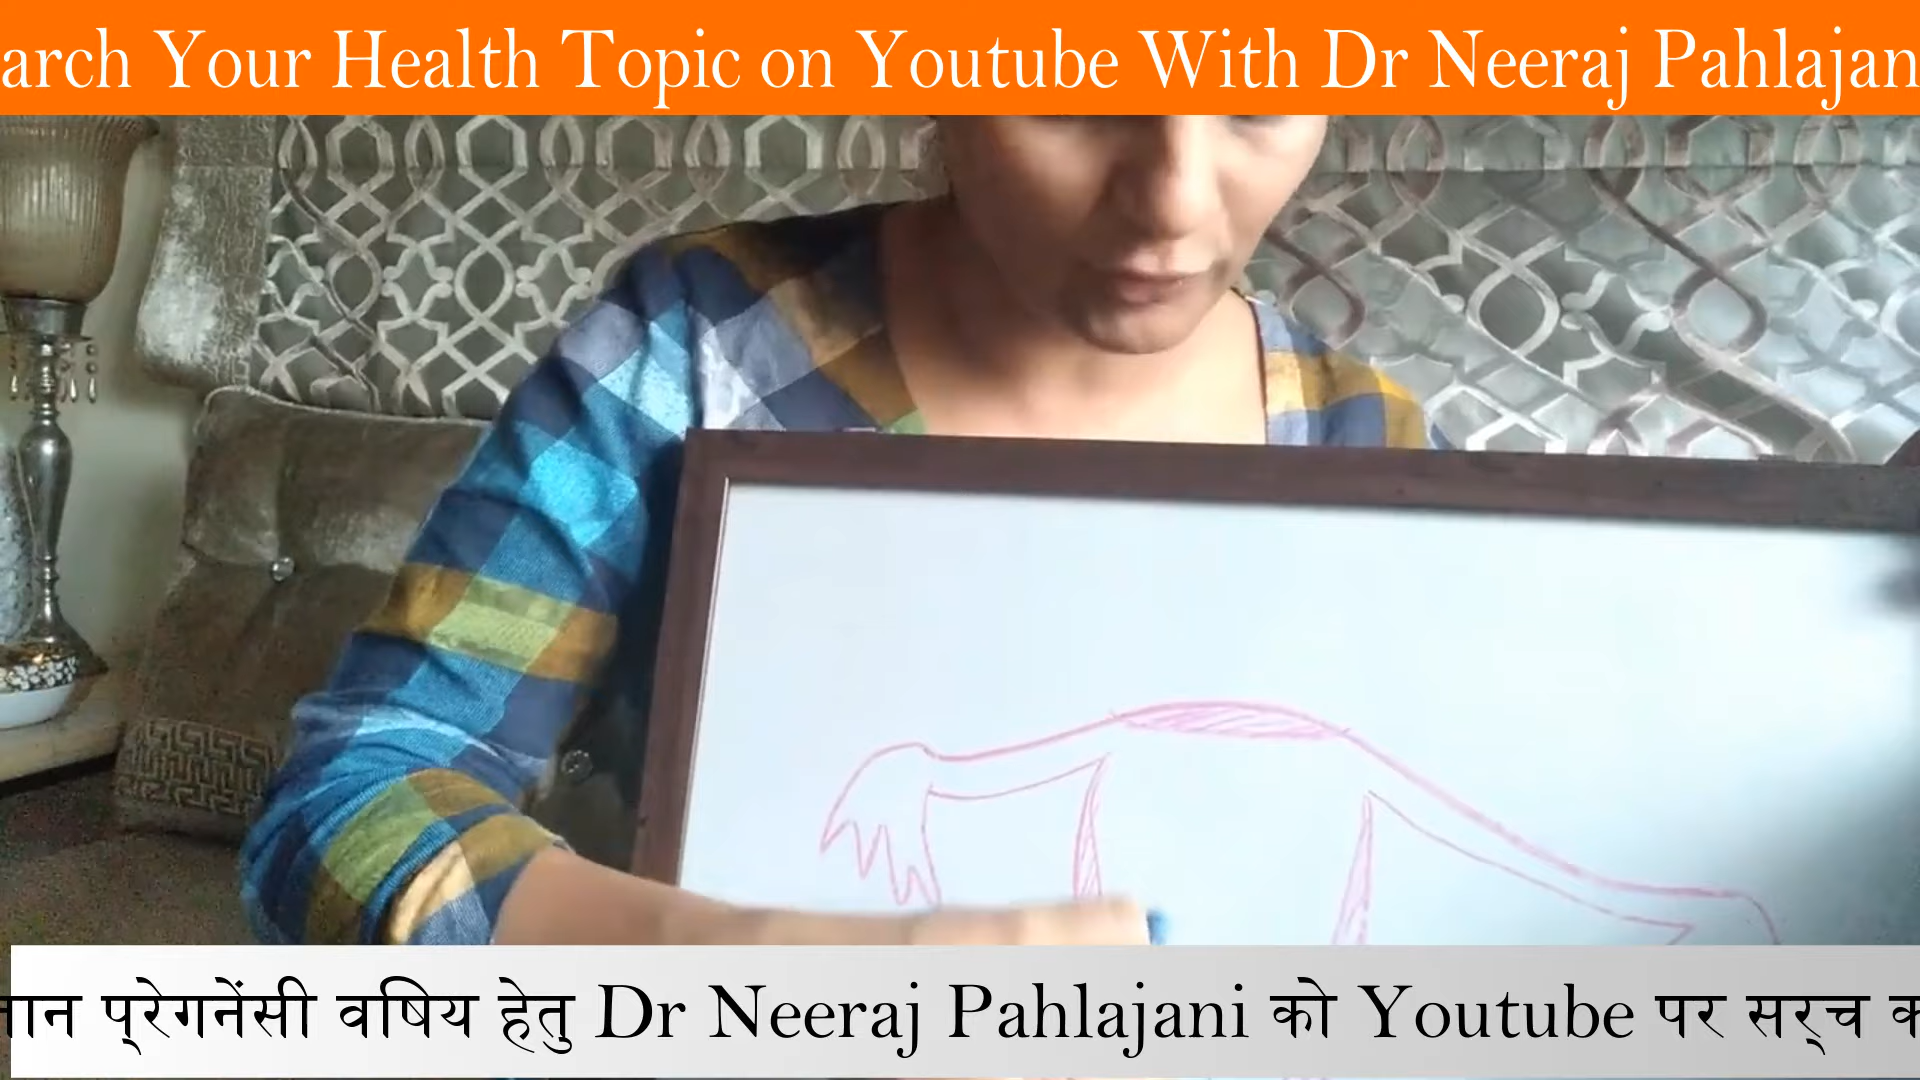 arch Your Health Topic on Youtube With Dr Neeraj Pahlajan
ान प्रेगनेंसी वषिय हेतु Dr Neeraj Pahlajani को Youtube पर सर्च क